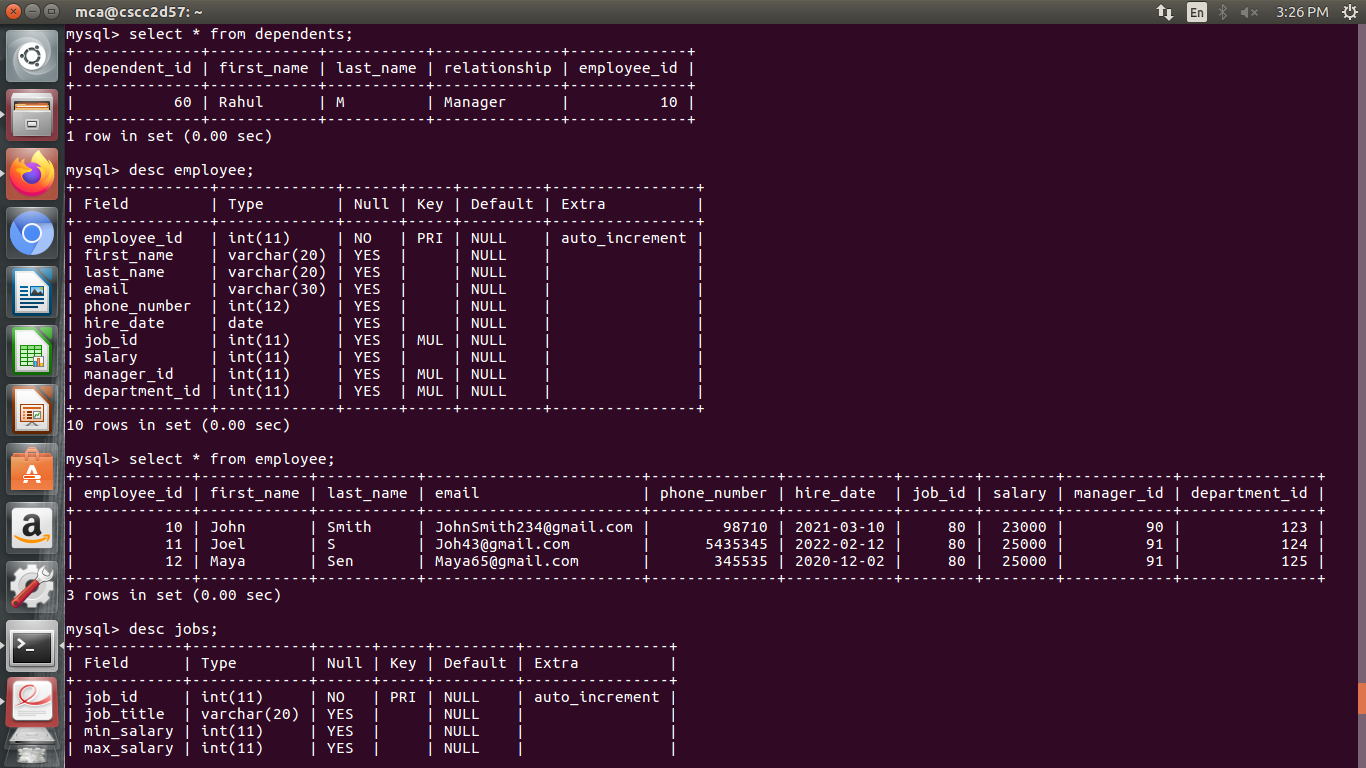 mca@cscc2d57: ~
En
3:26 PM
mysql> select * from dependents;
+--------------+------------+-----------+--------------+-------------+
| dependent_id | first_name | last_name | relationship | employee_id |
+--------------+------------+-----------+--------------+-------------+
|           60 | Rahul      | M         | Manager      |          10 |
+--------------+------------+-----------+--------------+-------------+
1 row in set (0.00 sec)
mysql> desc employee;
+---------------+-------------+------+-----+---------+----------------+
| Field         | Type        | Null | Key | Default | Extra          |
+---------------+-------------+------+-----+---------+----------------+
| employee_id   | int(11)     | NO   | PRI | NULL    | auto_increment |
| first_name    | varchar(20) | YES  |     | NULL    |                |
| last_name     | varchar(20) | YES  |     | NULL    |                |
| email         | varchar(30) | YES  |     | NULL    |                |
| phone_number  | int(12)     | YES  |     | NULL    |                |
| hire_date     | date        | YES  |     | NULL    |                |
| job_id        | int(11)     | YES  | MUL | NULL    |                |
| salary        | int(11)     | YES  |     | NULL    |                |
| manager_id    | int(11)     | YES  | MUL | NULL    |                |
| department_id | int(11)     | YES  | MUL | NULL    |                |
+---------------+-------------+------+-----+---------+----------------+
10 rows in set (0.00 sec)
mysql> select * from employee;
+-------------+------------+-----------+------------------------+--------------+------------+--------+--------+------------+---------------+
| employee_id | first_name | last_name | email                  | phone_number | hire_date  | job_id | salary | manager_id | department_id |
+-------------+------------+-----------+------------------------+--------------+------------+--------+--------+------------+---------------+
|          10 | John       | Smith     | JohnSmith234@gmail.com |        98710 | 2021-03-10 |     80 |  23000 |         90 |           123 |
|          11 | Joel       | S         | Joh43@gmail.com        |      5435345 | 2022-02-12 |     80 |  25000 |         91 |           124 |
|          12 | Maya       | Sen       | Maya65@gmail.com       |       345535 | 2020-12-02 |     80 |  25000 |         91 |           125 |
+-------------+------------+-----------+------------------------+--------------+------------+--------+--------+------------+---------------+
3 rows in set (0.00 sec)
mysql> desc jobs;
+------------+-------------+------+-----+---------+----------------+
| Field      | Type        | Null | Key | Default | Extra          |
+------------+-------------+------+-----+---------+----------------+
| job_id     | int(11)     | NO   | PRI | NULL    | auto_increment |
| job_title  | varchar(20) | YES  |     | NULL    |                |
| min_salary | int(11)     | YES  |     | NULL    |                |
| max_salary | int(11)     | YES  |     | NULL    |                |